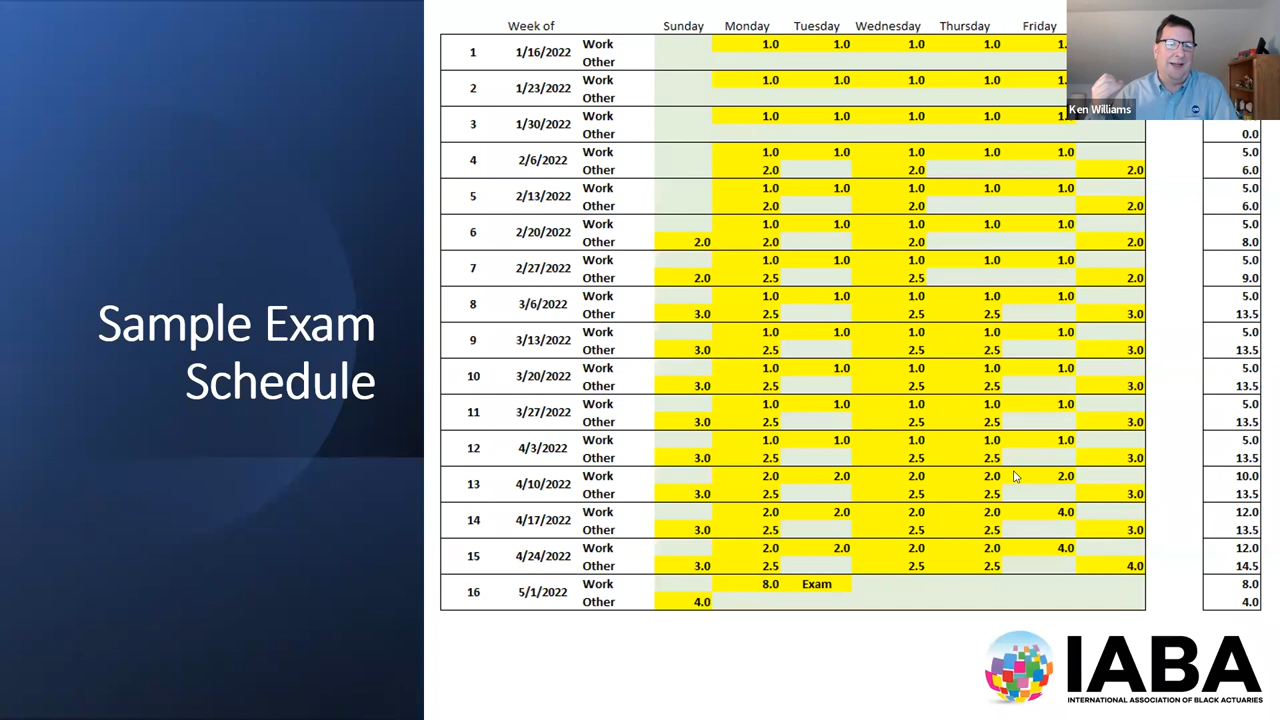 Sample Exam
Schedule
Week of Sunday Monday Tuesday Wednesday Thursday Friday
1 1/16/2022 Work 1.0 1.0 1.0 1.0
Other
2 1/23/2022 Work 1.0 1.0 1.0 1.0
Other
3 1/30/2022 Work 1.0 1.0 1.0 1.0
Other 0.0
4 2/6/2022 Work 1.0 1.0 1.0 1.0 1.0 5.0
Other 2.0 2.0 2.0 6.0
5 2/13/2022 Work 1.0 1.0 1.0 1.0 1.0 5.0
Other 2.0 2.0 2.0 6.0
6 2/20/2022 Work 1.0 1.0 1.0 1.0 1.0 5.0
Other 2.0 2.0 2.0 2.0 8.0
7 2/27/2022 Work 1.0 1.0 1.0 1.0 1.0 5.0
Other 2.0 2.5 2.5 2.0 9.0
8 3/6/2022 Work 1.0 1.0 1.0 1.0 1.0 5.0
Other 3.0 2.5 2.5 2.5 3.0 13.5
9 3/13/2022 Work 1.0 1.0 1.0 1.0 1.0 5.0
Other 3.0 2.5 2.5 2.5 3.0 13.5
10 3/20/2022 Work 1.0 1.0 1.0 1.0 1.0 5.0
Other 3.0 2.5 2.5 2.5 3.0 13.5
11 3/27/2022 Work 1.0 1.0 1.0 1.0 1.0 5.0
Other 3.0 2.5 2.5 2.5 3.0 13.5
12 4/3/2022 Work 1.0 1.0 1.0 1.0 1.0 5.0
Other 3.0 2.5 2.5 2.5 3.0 13.5
13 4/10/2022 Work 2.0 2.0 2.0 2.0 2.0 10.0
Other 3.0 2.5 2.5 2.5 3.0 13.5
14 4/17/2022 Work 2.0 2.0 2.0 2.0 4.0 12.0
Other 3.0 2.5 2.5 2.5 3.0 13.5
15 4/24/2022 Work 2.0 2.0 2.0 2.0 4.0 12.0
Other 3.0 2.5 2.5 2.5 4.0 14.5
16 5/1/2022 Work 8.0 Exam 8.0
Other 4.0 4.0
Ken Williams
IABA
INTERNATIONAL ASSOCIATION OF BLACK ACTUARIES